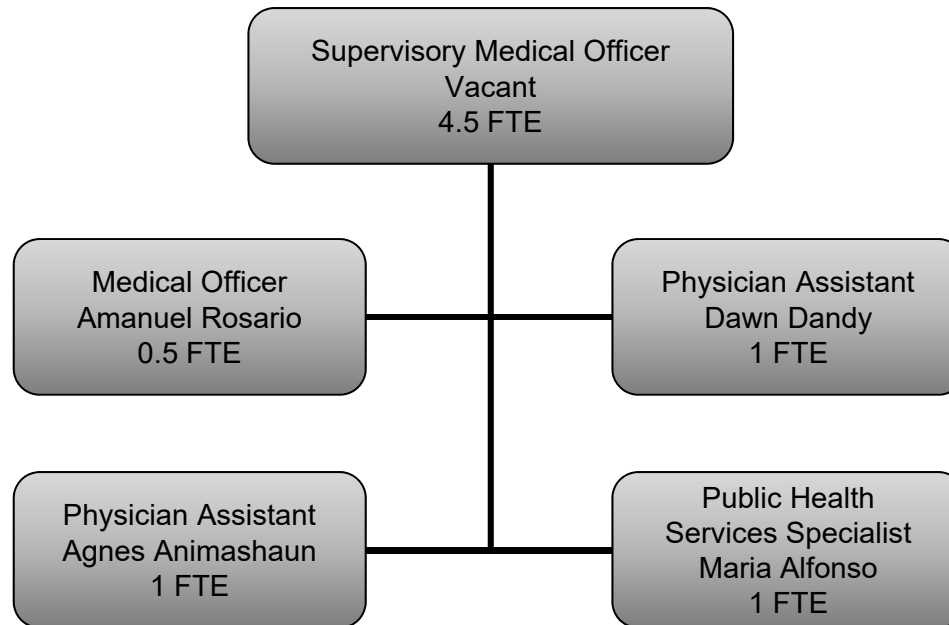 Supervisory Medical Officer
Vacant
4.5 FTE
Medical Officer
Amanuel Rosario
0.5 FTE
Physician Assistant
Dawn Dandy
1 FTE
Physician Assistant
Agnes Animashaun
1 FTE
Public Health
Services Specialist
Maria Alfonso
1 FTE